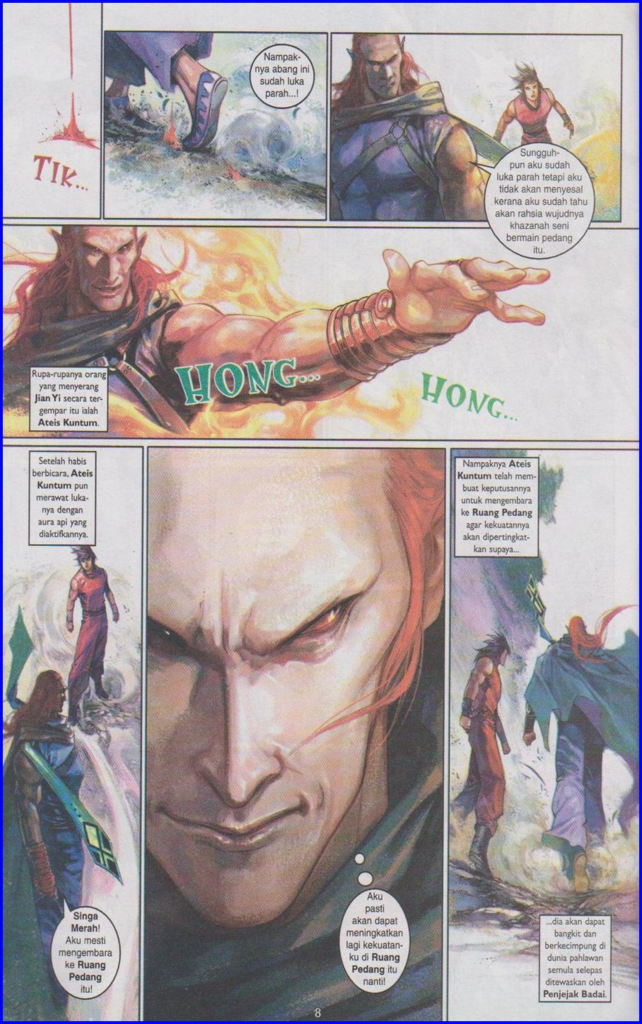 TIK...
Nampak-
nya abang ini
sudah luka
parah...!
Sungguh-
pun aku sudah
luka parah tetapi aku
tidak akan menyesal
kerana aku sudah tahu
akan rahsia wujudnya
khazanah seni
bermain pedang
itu.
Rupa-rupanya orang
yang menyerang
Jian Yi secara ter-
gempar itu ialah
Ateis Kuntum.
HONG...
HONG...
Setelah habis
berbicara, Ateis
Kuntum pun
merawat luka-
nya dengan
aura api yang
diaktifkannya.
Singa
Merah!
Aku mesti
mengembara
ke Ruang
Pedang
itu!
Aku
pasti
akan dapat
meningkatkan
lagi kekuatan-
ku di Ruang
Pedang itu
nanti!
Nampaknya Ateis
Kuntum telah mem-
buat keputusannya
untuk mengembara
ke Ruang Pedang
agar kekuatannya
akan dipertingkat-
kan supaya...
...dia akan dapat
bangkit dan
berkecimpung di
dunia pahlawan
semula selepas
ditewaskan oleh
Penjejak Badai.
8